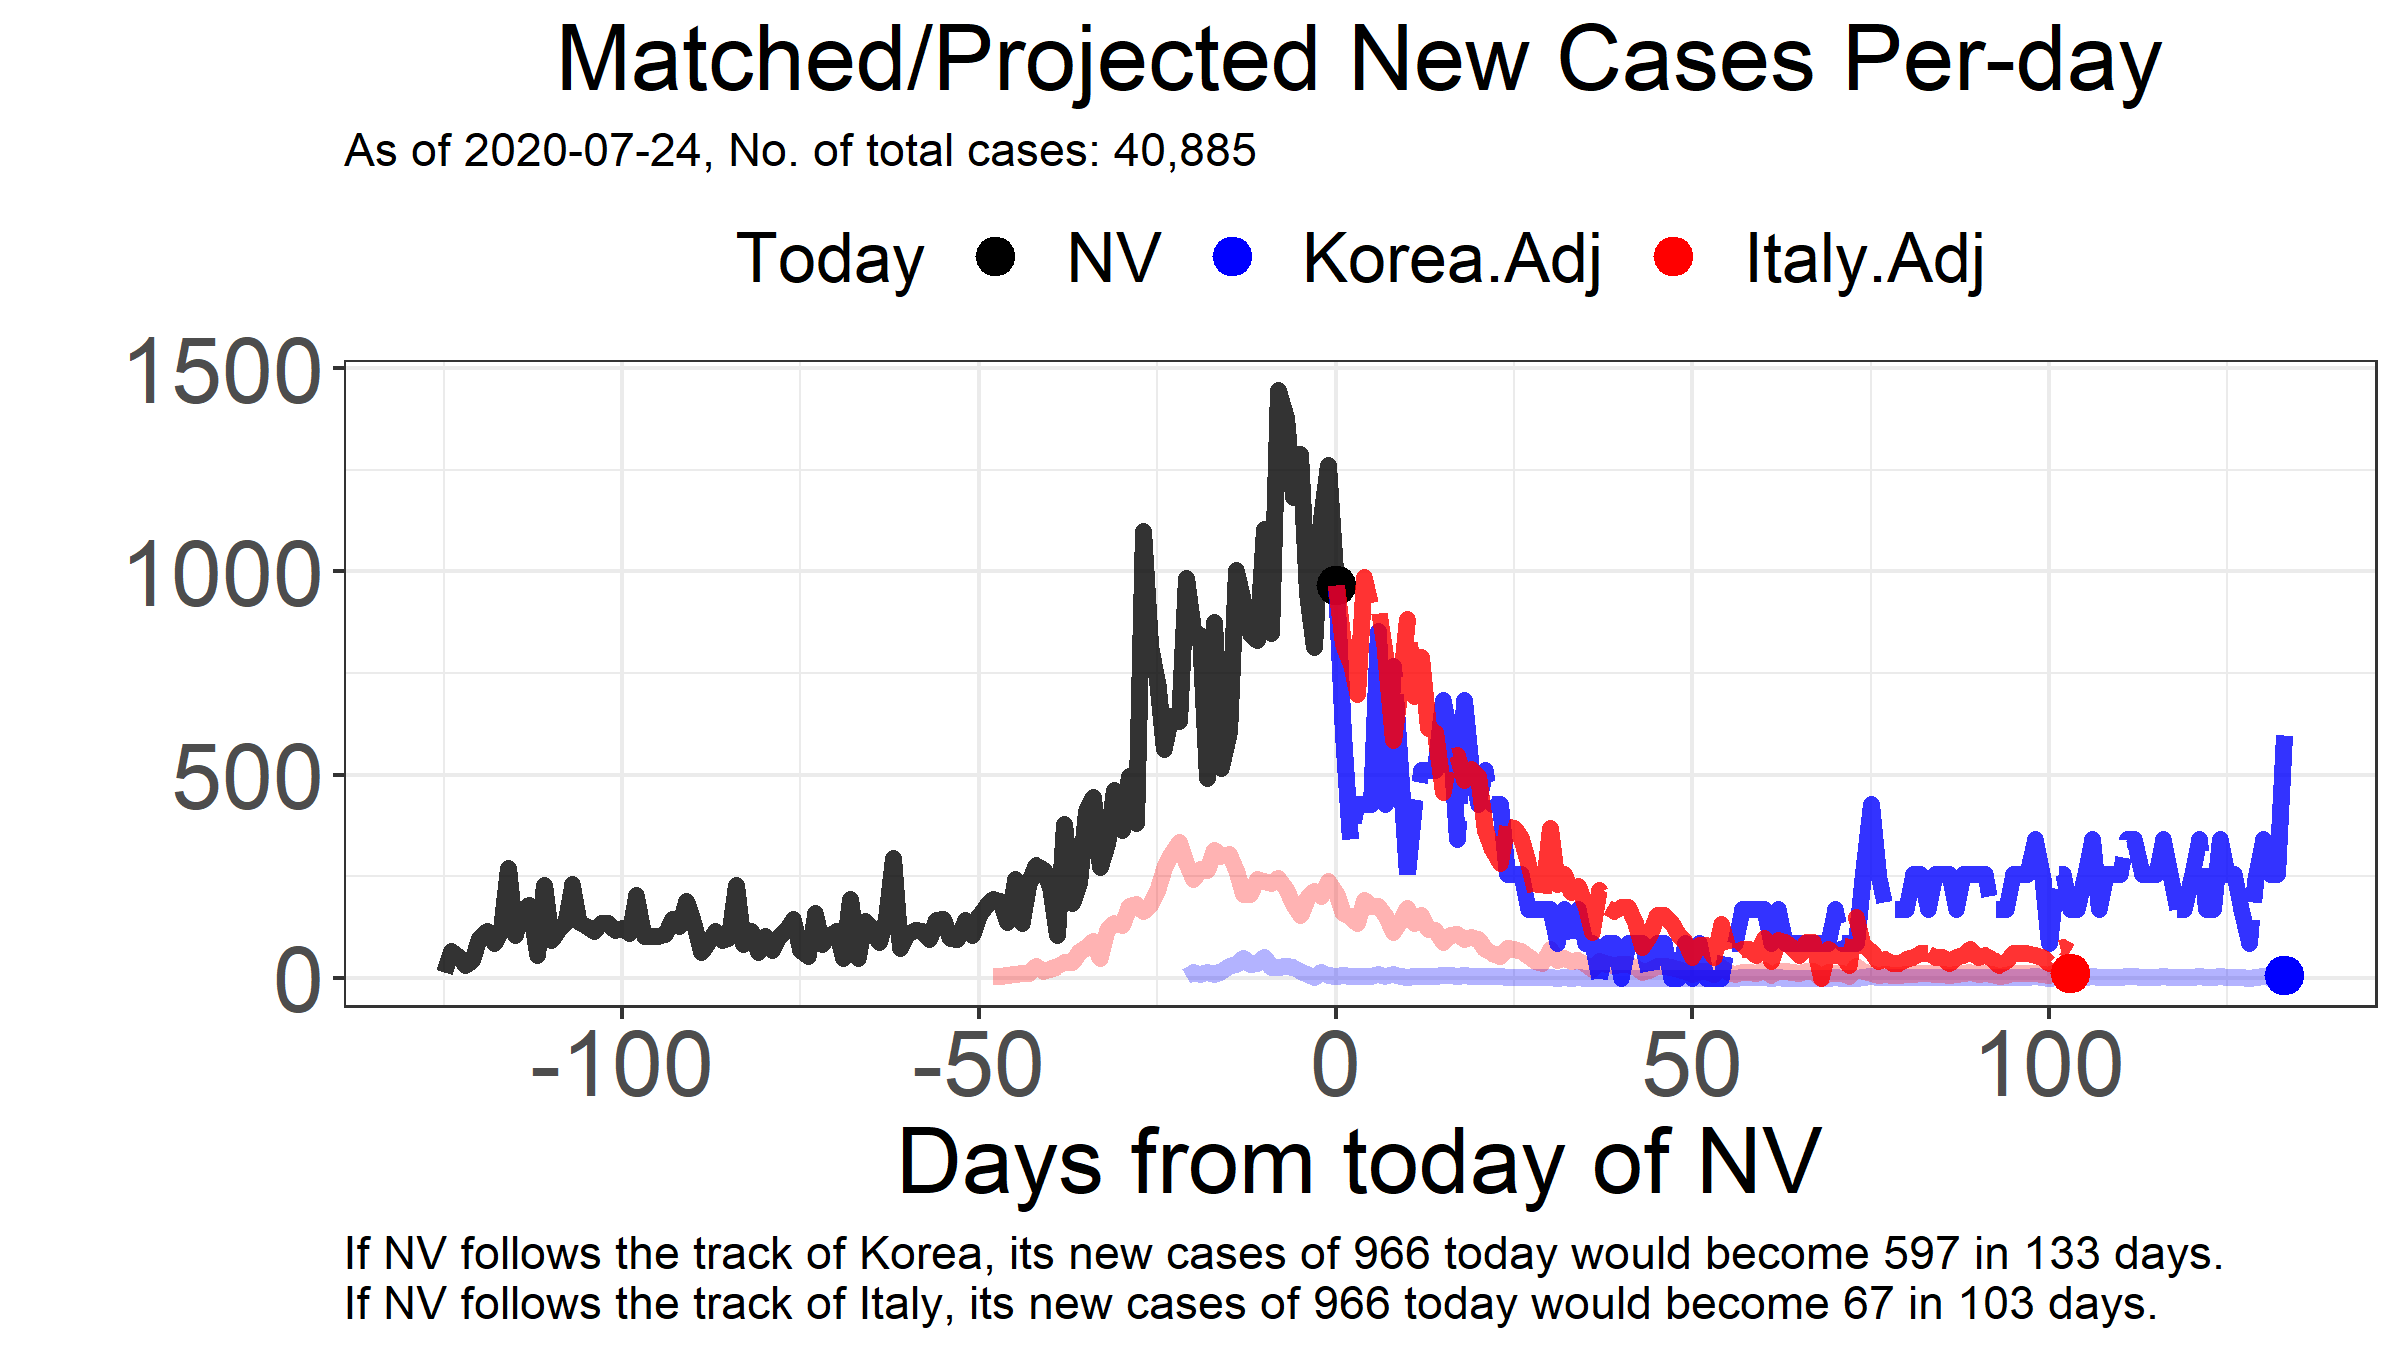 Matched/Projected New Cases Per-day
As of 2020-07-24, No. of total cases: 40,885
Today NV Korea.Adj Italy.Adj
1500
1000
500
0
-100 -50 0 50 100
Days from today of NV
If NV follows the track of Korea, its new cases of 966 today would become 597 in 133 days.
If NV follows the track of Italy, its new cases of 966 today would become 67 in 103 days.